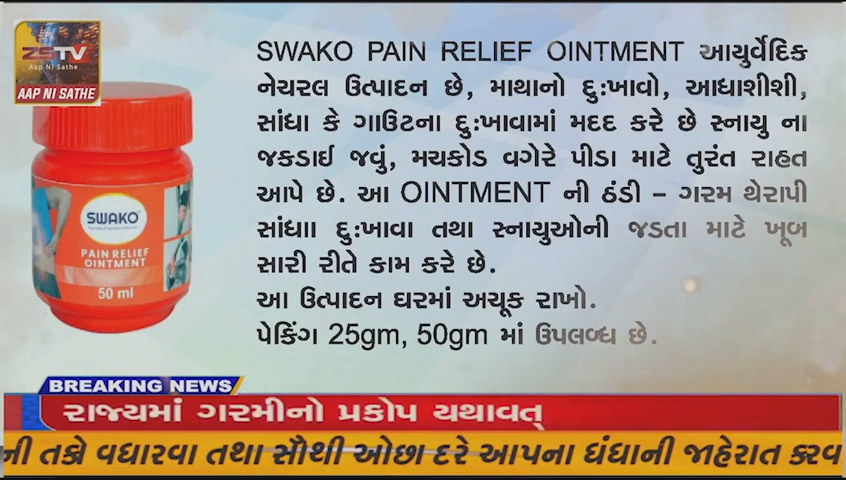 ZSTV
Aap Ni Sathe
AAP NI SATHE
SWAKO PAIN RELIEF OINTMENT આયુર્વેદિક
નેચરલ ઉત્પાદન છે, માથાનો દુઃખાવો, આધાશીશી,
સાંધા કે ગાઉટના દુઃખાવામાં મદદ કરે છે સ્નાયુ ના
જકડાઈ જવું, મચકોડ વગેરે પીડા માટે તુરંત રાહત
આપે છે. આ OINTMENT ની ઠંડી – ગરમ થેરાપી
સાંધાા દુઃખાવા તથા સ્નાયુઓની જડતા માટે ખૂબ
સારી રીતે કામ કરે છે.
આ ઉત્પાદન ઘરમાં અચૂક રાખો.
પેકિંગ 25gm, 50gm માં ઉપલબ્ધ છે.
SWAKO
PAIN RELIEF
OINTMENT
50 ml
BREAKING NEWS
રાજ્યમાં ગરમીનો પ્રકોપ યથાવત્
ની તકો વધારવા તથા સૌથી ઓછા દરે આપના ધંધાની જાહેરાત કરવ